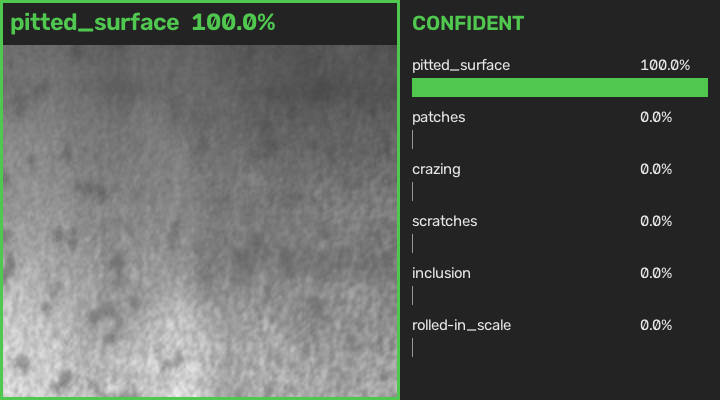 pitted_surface 100.0%
CONFIDENT
pitted_surface 100.0%
patches 0.0%
crazing 0.0%
scratches 0.0%
inclusion 0.0%
rolled-in_scale 0.0%